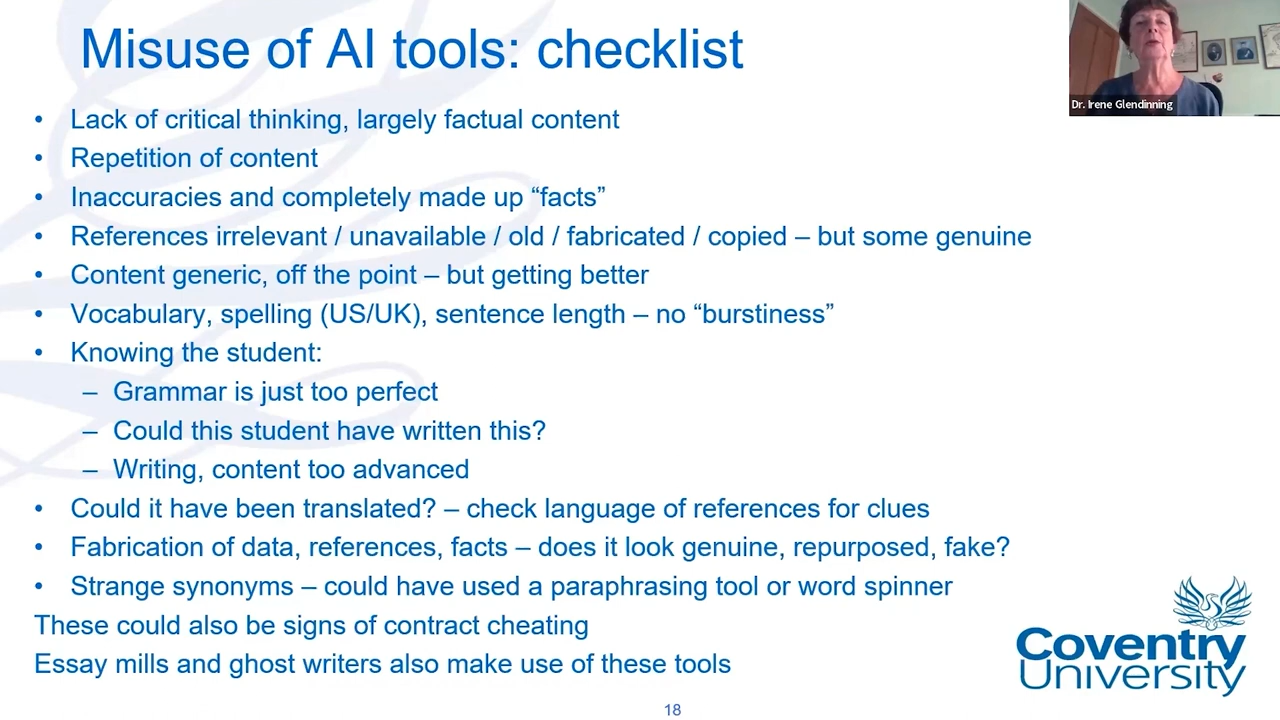 Misuse of AI tools: checklist
Dr. Irene Glendinning
• Lack of critical thinking, largely factual content
• Repetition of content
• Inaccuracies and completely made up “facts”
• References irrelevant / unavailable / old / fabricated / copied – but some genuine
• Content generic, off the point – but getting better
• Vocabulary, spelling (US/UK), sentence length – no “burstiness”
• Knowing the student:
– Grammar is just too perfect
– Could this student have written this?
– Writing, content too advanced
• Could it have been translated? – check language of references for clues
• Fabrication of data, references, facts – does it look genuine, repurposed, fake?
• Strange synonyms – could have used a paraphrasing tool or word spinner
These could also be signs of contract cheating
Essay mills and ghost writers also make use of these tools
Coventry
University
18